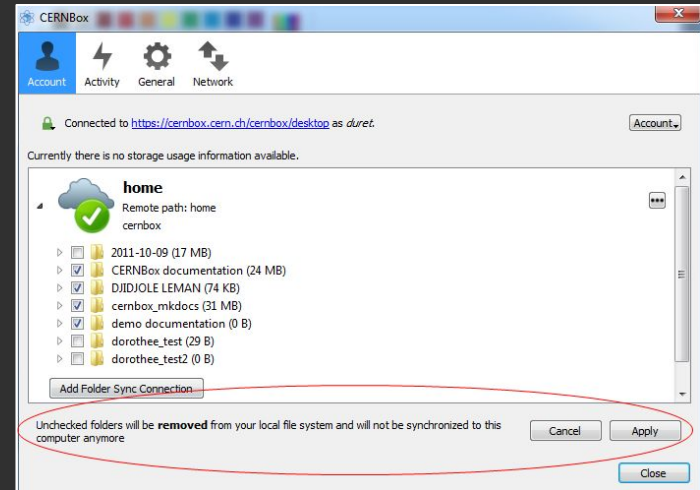 CERNBox
Account
Activity
General
Network
Connected to https://cernbox.cern.ch/cernbox/desktop as duret.
Account
Currently there is no storage usage information available.
home
Remote path: home
cernbox
2011-10-09 (17 MB)
CERNBox documentation (24 MB)
DJIDJOLE LEMAN (74 KB)
cernbox_mkdocs (31 MB)
demo documentation (0 B)
dorothee_test (29 B)
dorothee_test2 (0 B)
Add Folder Sync Connection
Unchecked folders will be removed from your local file system and will not be synchronized to this
computer anymore
Cancel
Apply
Close